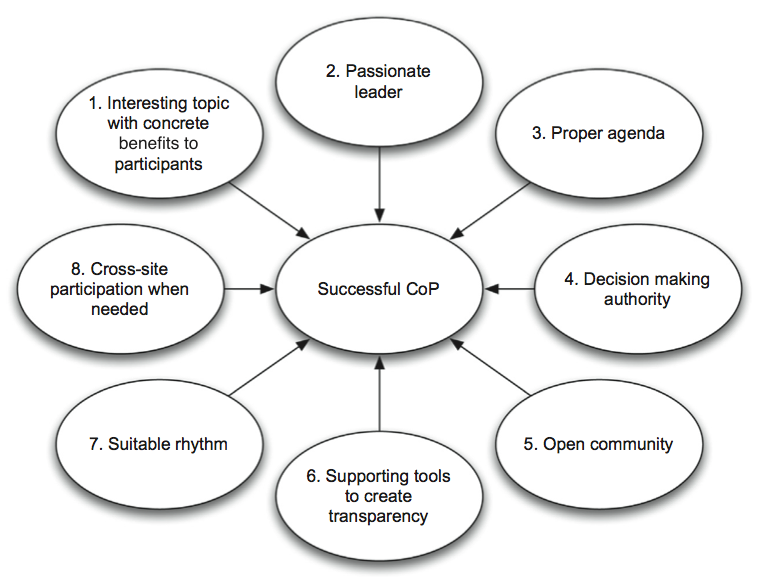 1. Interesting topic
with concrete
benefits to
participants
2. Passionate
leader
3. Proper agenda
4. Decision making
authority
5. Open community
6. Supporting tools
to create
transparency
7. Suitable rhythm
8. Cross-site
participation when
needed
Successful CoP